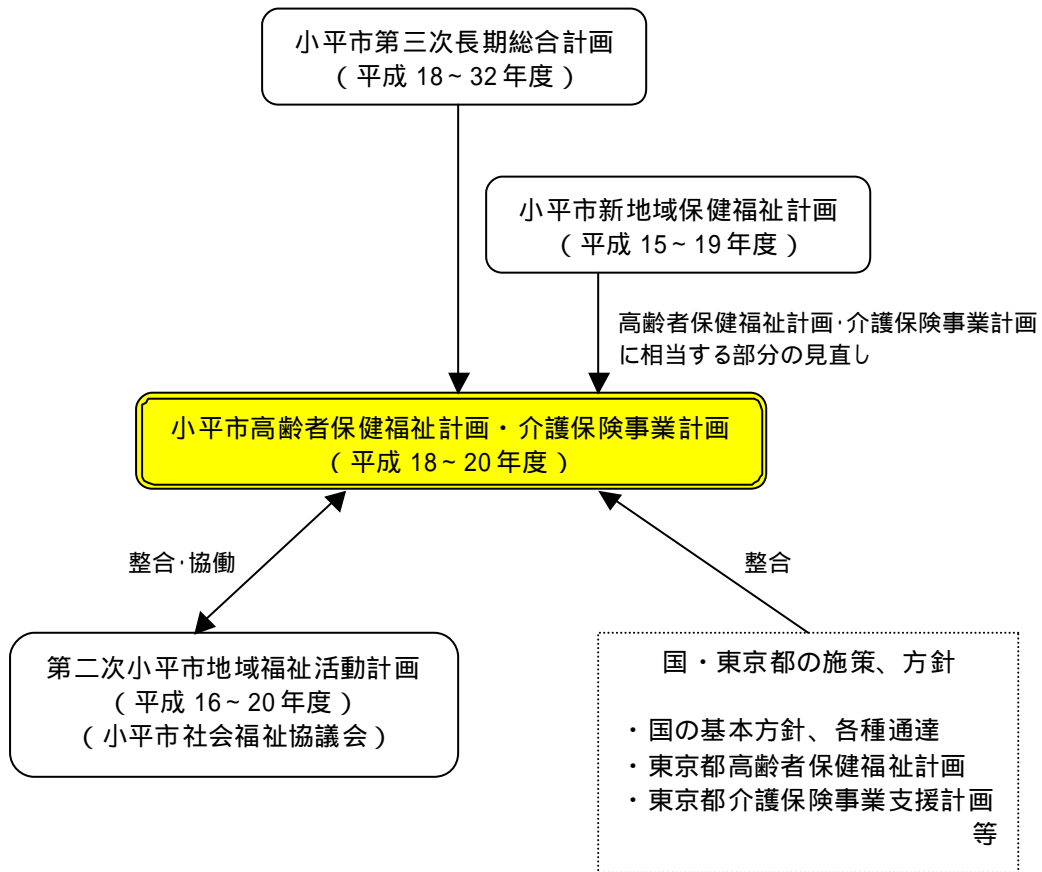 小平市第三次長期総合計画
（平成 18~32 年度）
小平市新地域保健福祉計画
（平成 15~19 年度）
高齢者保健福祉計画・介護保険事業計画
に相当する部分の見直し
小平市高齢者保健福祉計画・介護保険事業計画
（平成 18~20 年度）
整合・協働
整合
第二次小平市地域福祉活動計画
（平成 16~20 年度）
（小平市社会福祉協議会）
国・東京都の施策、方針
・国の基本方針、各種通達
・東京都高齢者保健福祉計画
・東京都介護保険事業支援計画
等